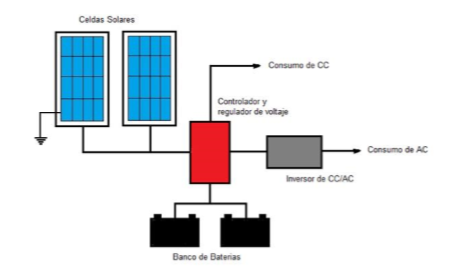 Celdas Solares
Consumo de CC
Controlador y
regulador de voltaje
Consumo de AC
Inversor de CC/AC
Banco de Baterias